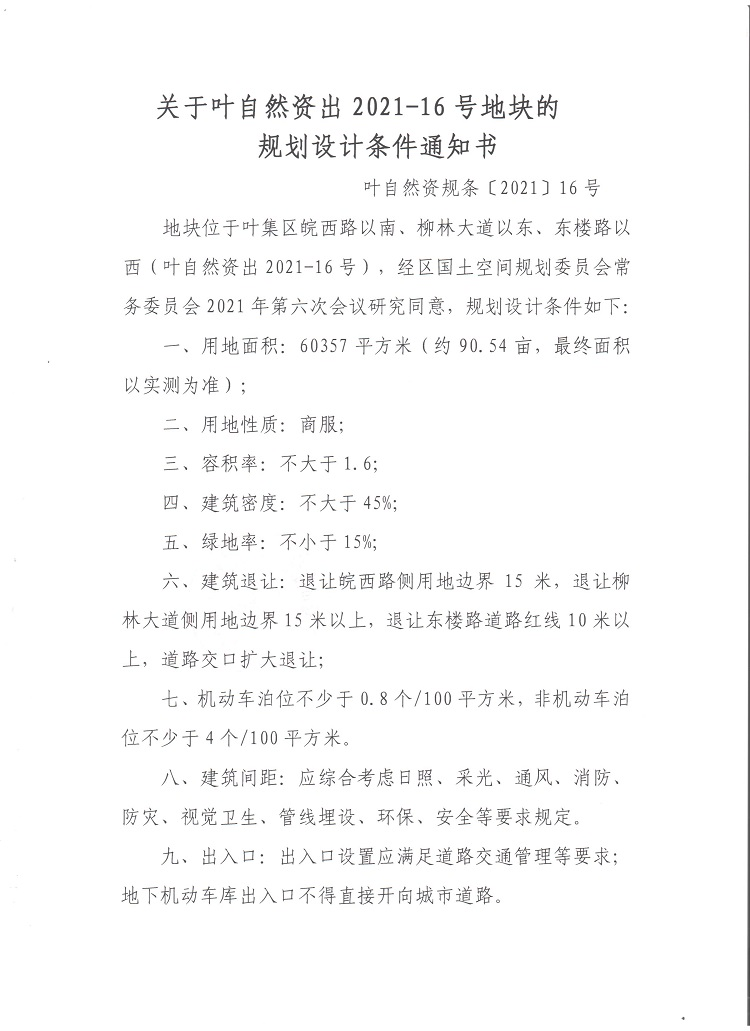 关于叶自然资出 2021-16 号地块的
规划设计条件通知书
叶自然资规条〔2021〕16 号
地块位于叶集区皖西路以南、柳林大道以东、东楼路以
西（叶自然资出 2021-16 号），经区国土空间规划委员会常
务委员会 2021 年第六次会议研究同意，规划设计条件如下：
一、用地面积：60357 平方米（约 90.54 亩，最终面积
以实测为准）；
二、用地性质：商服；
三、容积率：不大于 1.6；
四、建筑密度：不大于 45%；
五、绿地率：不小于 15%；
六、建筑退让：退让皖西路侧用地边界 15 米，退让柳
林大道侧用地边界 15 米以上，退让东楼路道路红线 10 米以
上，道路交口扩大退让；
七、机动车泊位不少于 0.8 个/100 平方米，非机动车泊
位不少于 4 个/100 平方米。
八、建筑间距：应综合考虑日照、采光、通风、消防、
防灾、视觉卫生、管线埋设、环保、安全等要求规定。
九、出入口：出入口设置应满足道路交通管理等要求；
地下机动车库出入口不得直接开向城市道路。